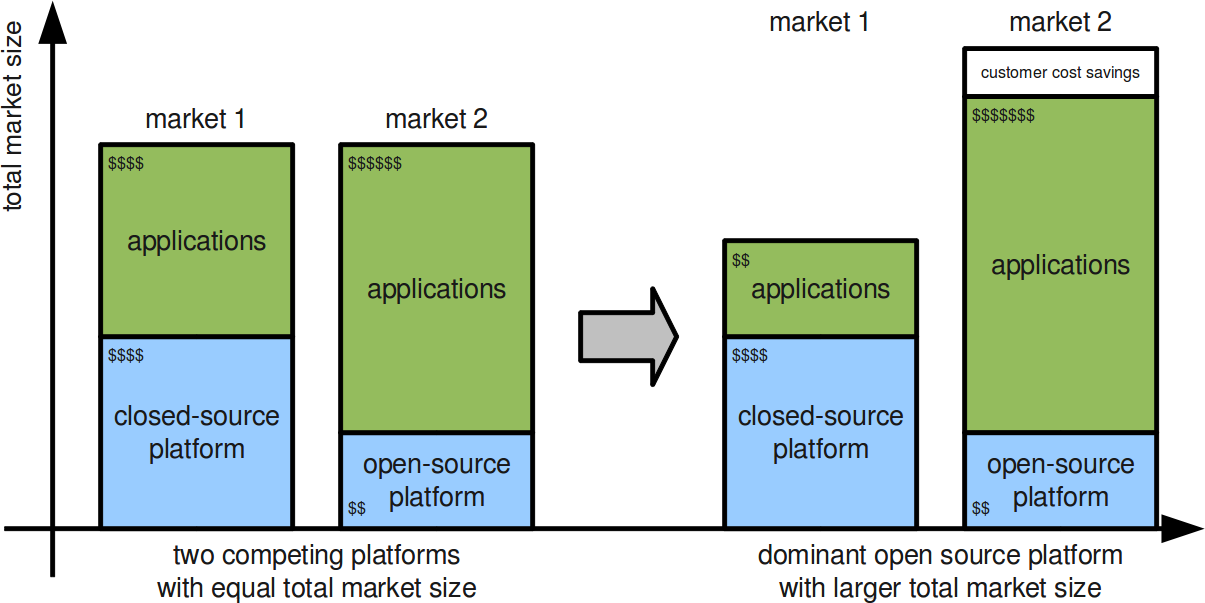 total market size
market 1
market 2
$$$$
applications
$$$$
closed-source
platform
$$$$$$
applications
open-source
$$ platform
two competing platforms
with equal total market size
market 1
market 2
$$
applications
$$$$
closed-source
platform
customer cost savings
$$$$$$$
applications
open-source
$$ platform
dominant open source platform
with larger total market size